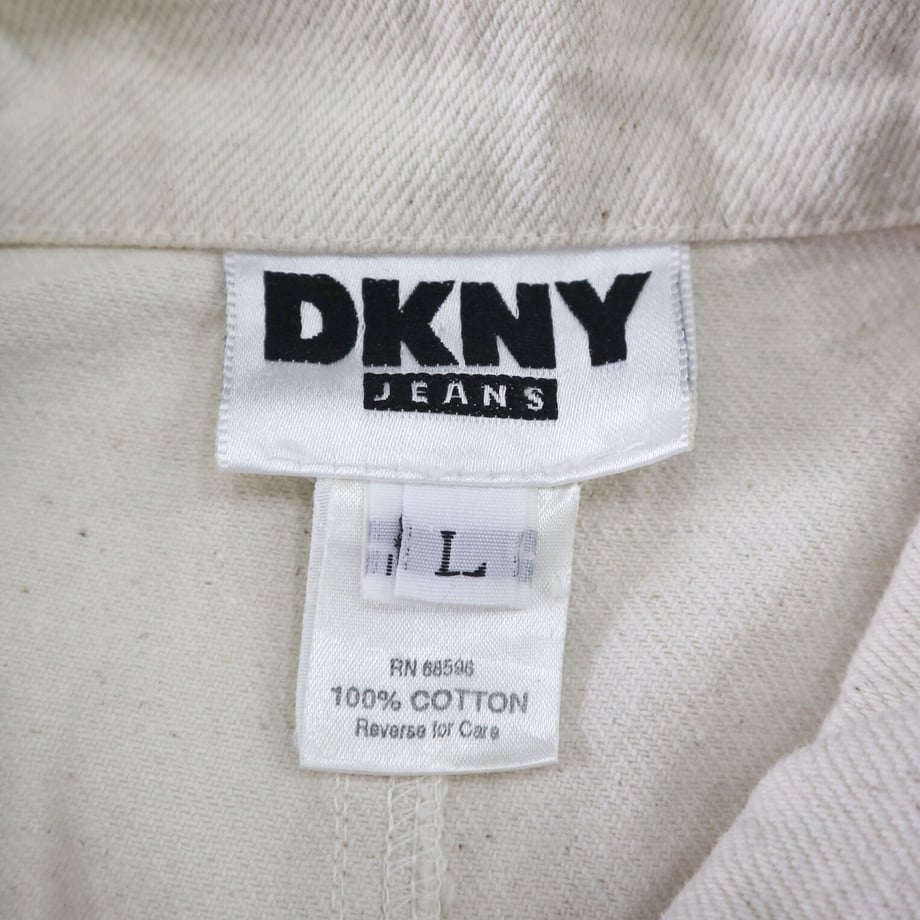 DKNY
JEANS
L
RN 68596
100% COTTON
Reverse for Care